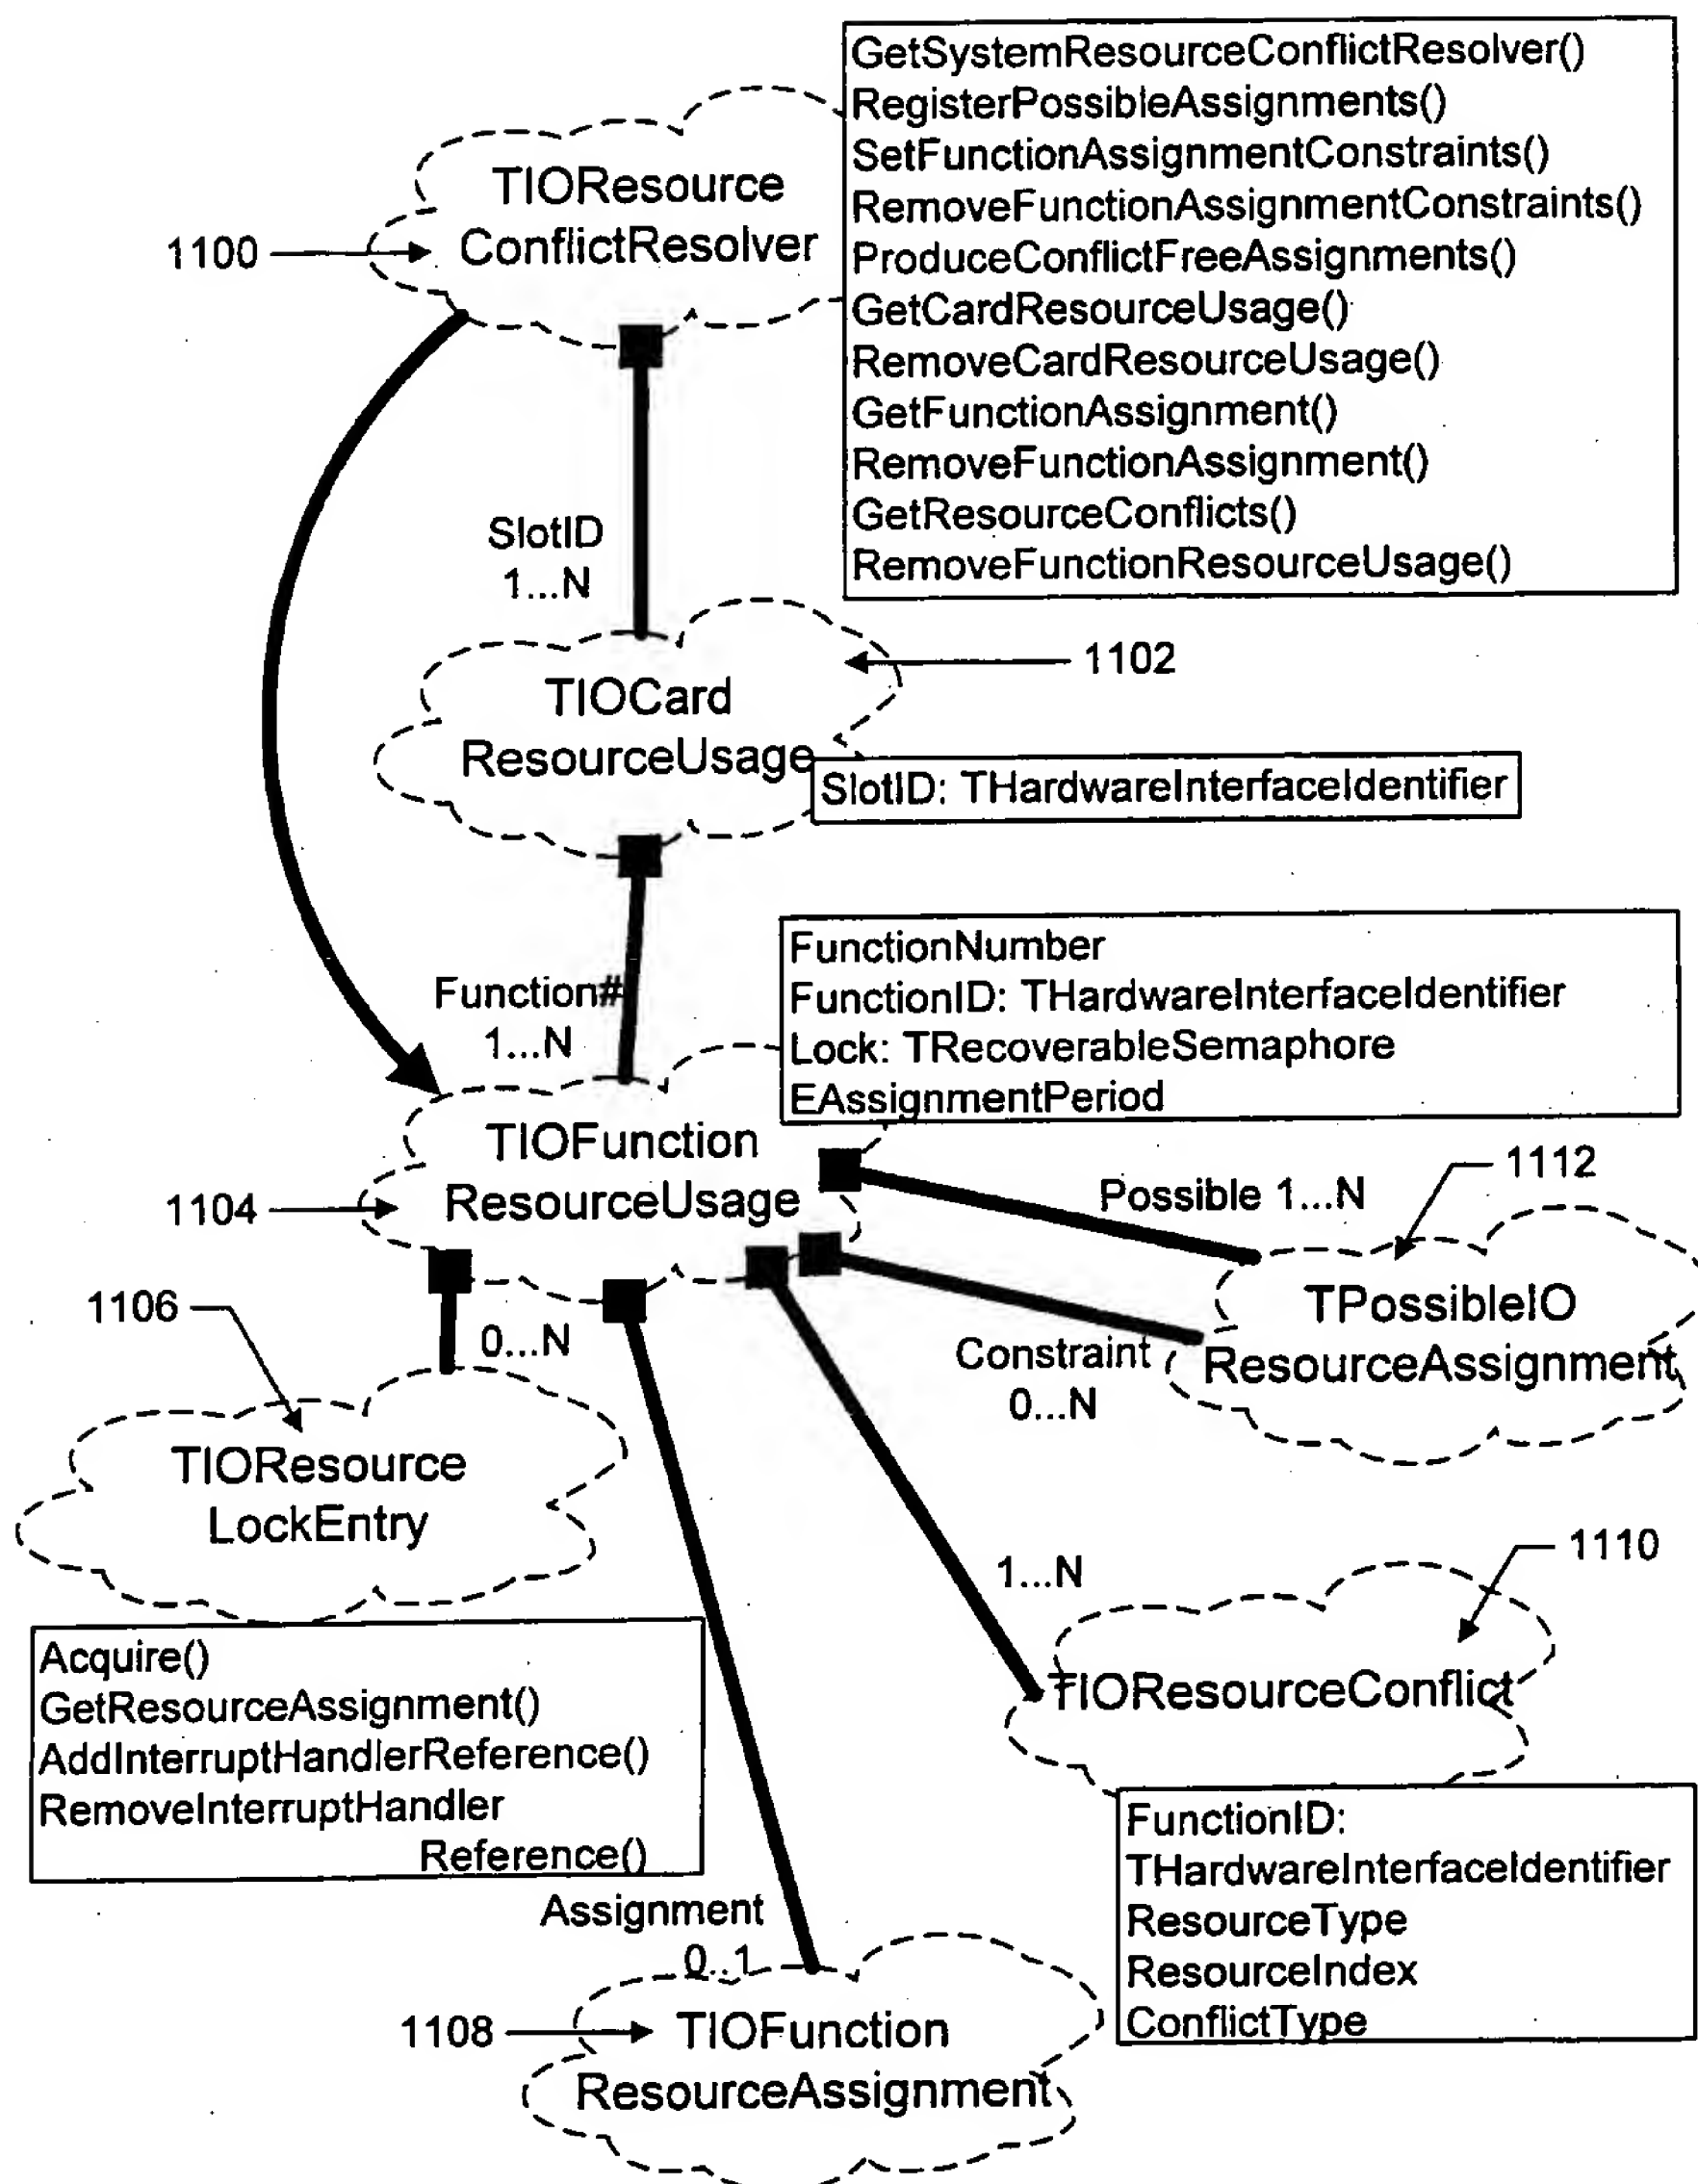 GetSystemResourceConflictResolver()
RegisterPossibleAssignments()
SetFunctionAssignmentConstraints()
RemoveFunctionAssignmentConstraints()
ProduceConflictFreeAssignments()
GetCardResourceUsage()
RemoveCardResourceUsage()
GetFunctionAssignment()
RemoveFunctionAssignment()
GetResourceConflicts()
RemoveFunctionResourceUsage()
TIOResource
ConflictResolver
1100
SlotID
1...N
1102
TIOCard
ResourceUsage
SlotID: THardwareInterfaceIdentifier
FunctionNumber
FunctionID: THardwareInterfaceIdentifier
Lock: TRecoverableSemaphore
EAssignmentPeriod
Function#
1...N
TIOFunction
ResourceUsage
1104
1112
Possible 1...N
TPossibleIO
ResourceAssignment
Constraint
0...N
1106
0...N
TIOResource
LockEntry
Acquire()
GetResourceAssignment()
AddInterruptHandlerReference()
RemoveInterruptHandler
Reference()
1...N
1110
TIOResourceConflict
FunctionID:
THardwareInterfaceIdentifier
ResourceType
ResourceIndex
ConflictType
Assignment
0..1
1108
TIOFunction
ResourceAssignment